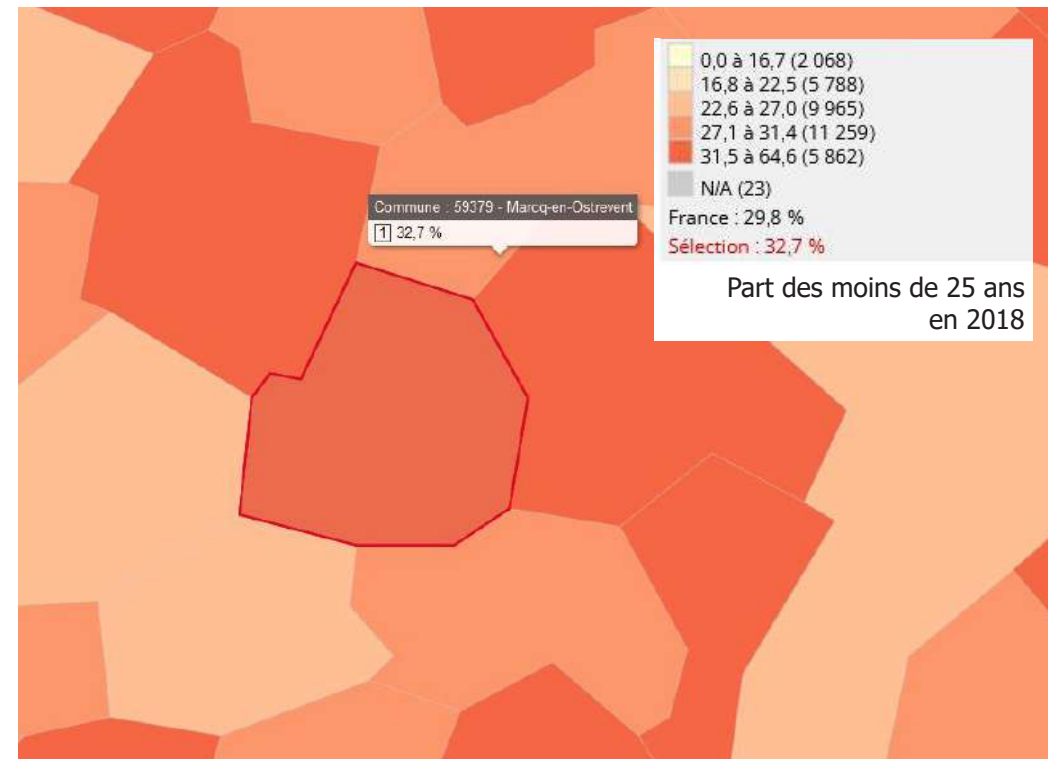 0,0 à 16,7 (2 068)
16,8 à 22,5 (5 788)
22,6 à 27,0 (9 965)
27,1 à 31,4 (11 259)
31,5 à 64,6 (5 862)
N/A (23)
France : 29,8 %
Sélection : 32,7 %
Part des moins de 25 ans
en 2018
Commune : 59379 - Marcq-en-Ostrevent
1 32,7 %